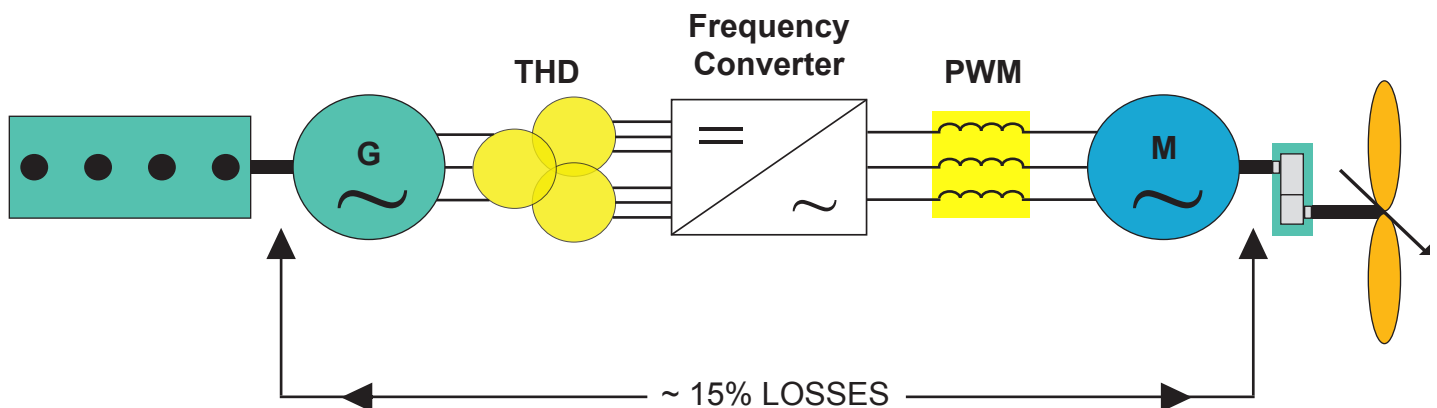 Frequency
Converter
THD
PWM
G
~
=
~
M
~
~ 15% LOSSES